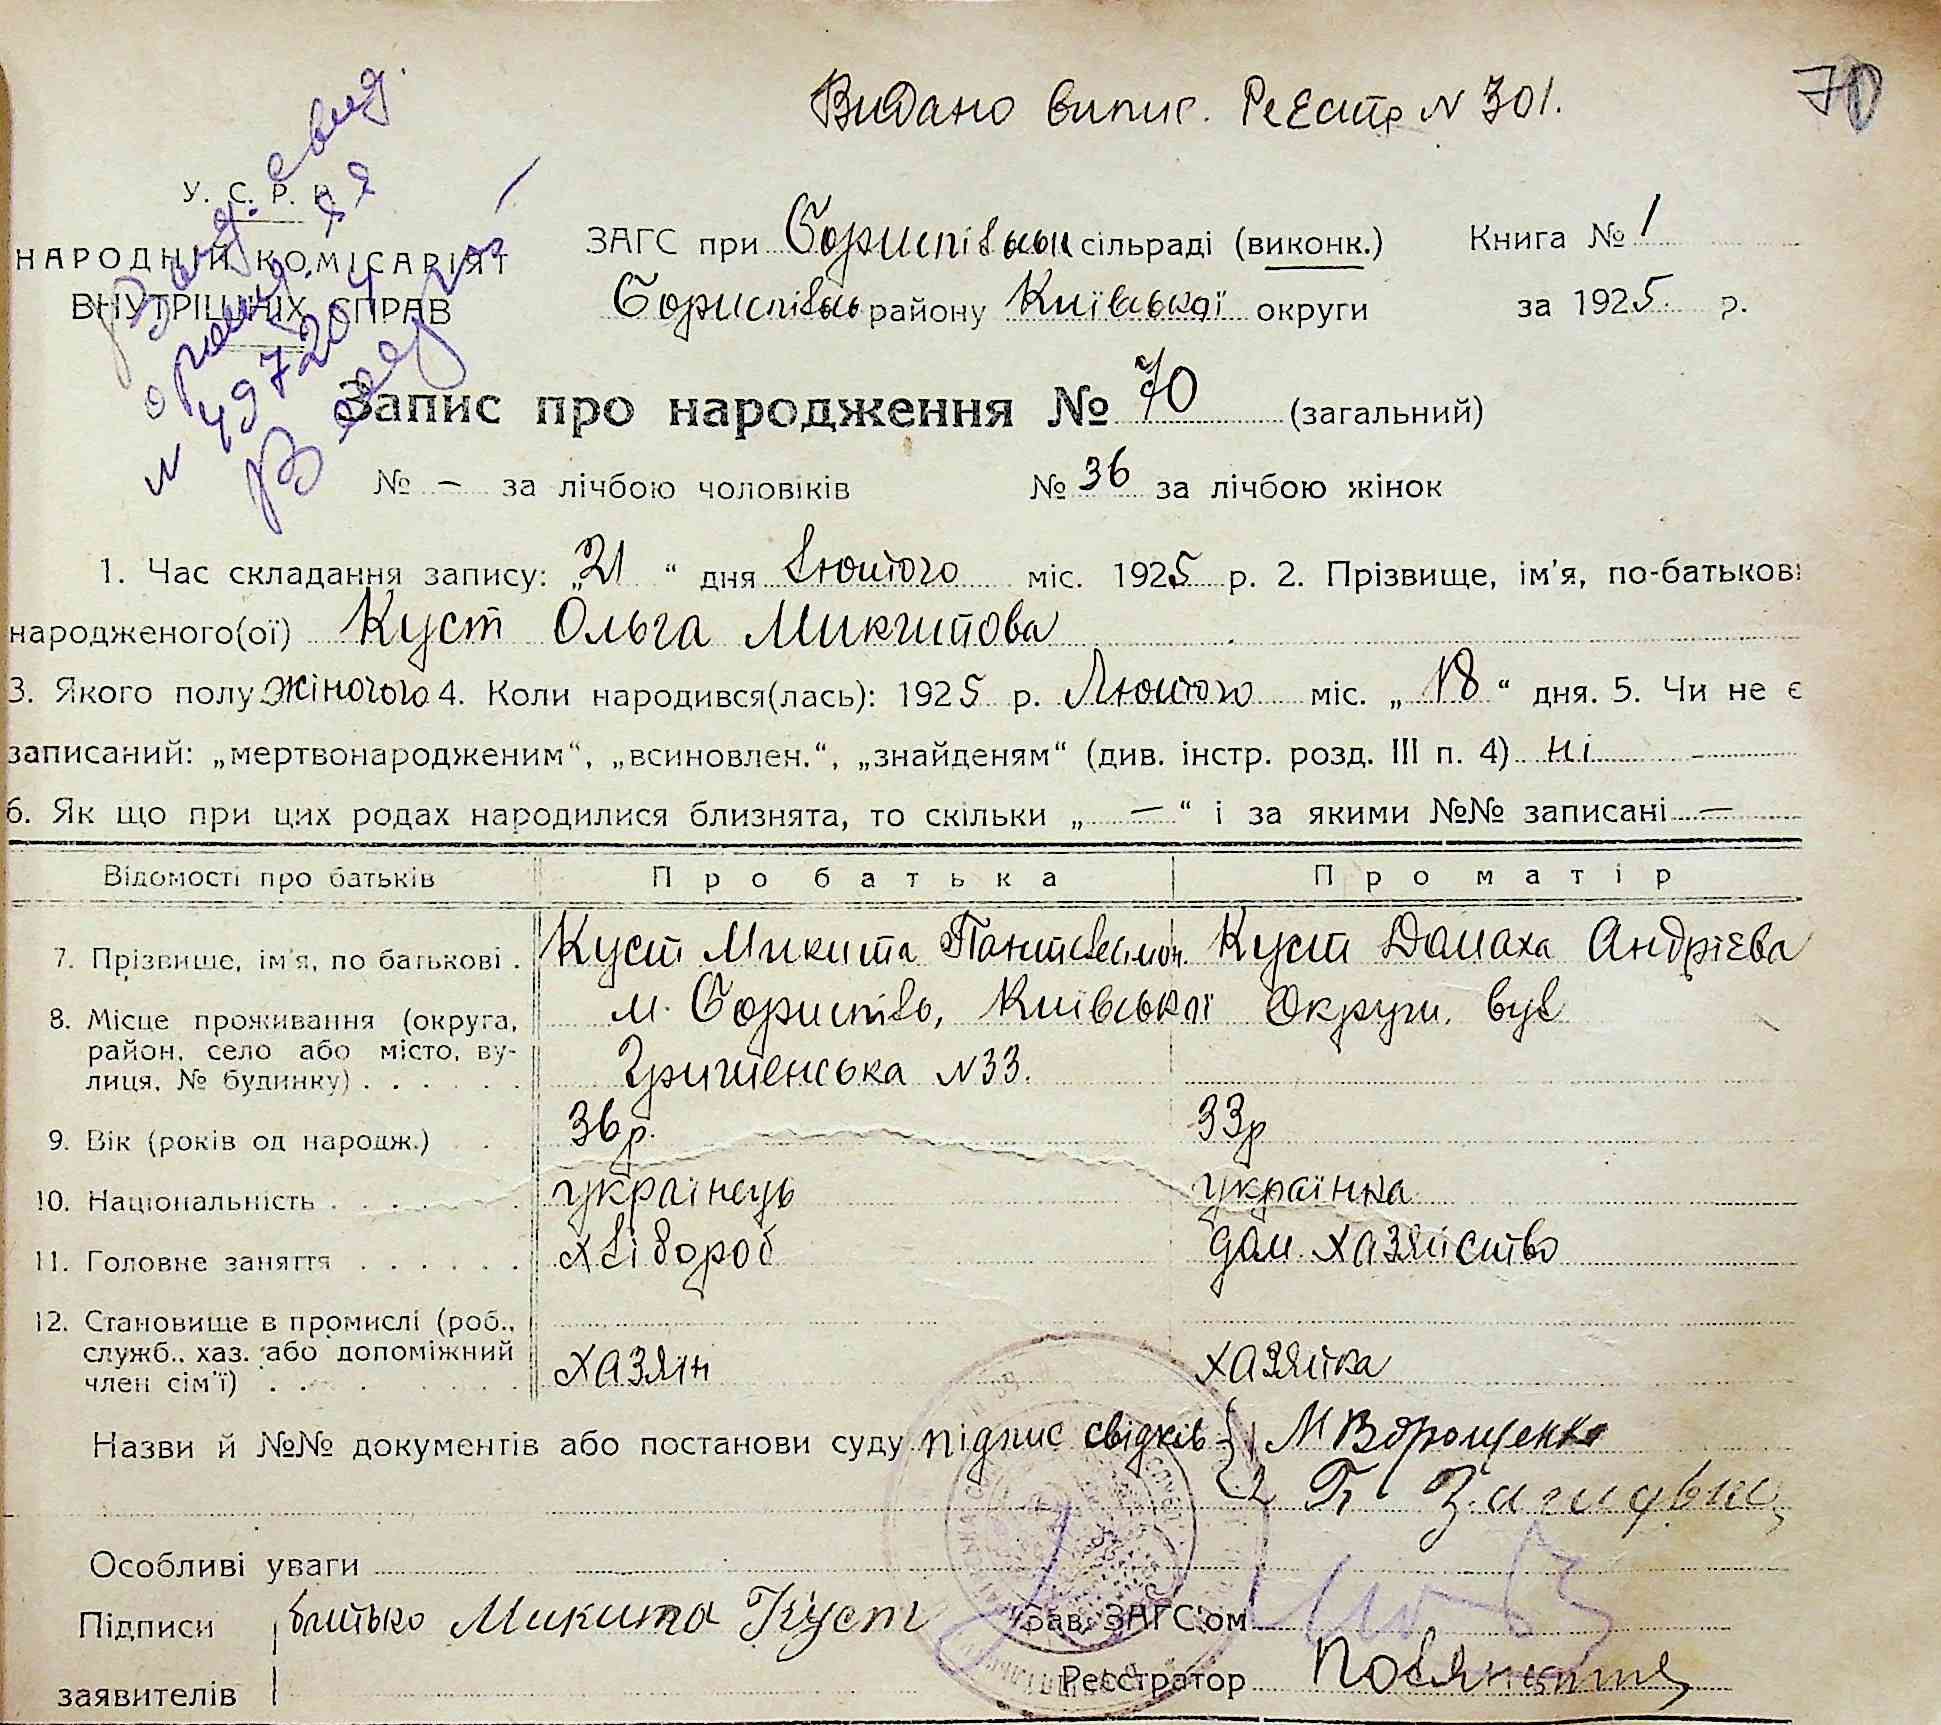 Видано випис. Реєстр N 301.
70
У. С. Р. Р.
НАРОДНІЙ КОМІСАРІЯТ
ВНУТРІШНІХ СПРАВ
ЗАГС при Бориспільськ сільраді (виконк.) Книга № 1
Бориспільсь району Київської округи за 1925 р.
Запис про народження № 70 (загальний)
№ — за лічбою чоловіків № 36 за лічбою жінок
1. Час складання запису: „21“ дня Лютого міс. 1925 р. 2. Прізвище, ім'я, по-батькові
народженого(ої) Куст Ольга Микитова
3. Якого полу жіночого 4. Коли народився(лась): 1925 р. Лютого міс. „18“ дня. 5. Чи не є
записаний: „мертвонародженим“, „всиновлен.“, „знайденям“ (див. інстр. розд. III п. 4) ні
6. Як що при цих родах народилися близнята, то скільки „—“ і за якими №№ записані —
Відомості про батьків Про батька Про матір
7. Прізвище, ім'я, по батькові . Куст Микита Пантелеймон. Куст Домаха Андрієва
8. Місце проживання (округа, м. Бориспіль, Київської Округи, вул
район, село або місто, ву-
лиця, № будинку) . . . . . N 33.
9. Вік (років од народж.) 36 р. 33 р
10. Національність . . . . . українець українка
11. Головне заняття . . . . . . хлібороб дом. хазяйство
12. Становище в промислі (роб.,
служб., хаз. або допоміжний хазяїн хазяйка
член сім'ї) . . . . .
Назви й №№ документів або постанови суду підпис свідків { 1 М Ворощенко
2 Г.
Особливі уваги
Підписи батько Микита Куст Зав. ЗАГС'ом
заявителів Реєстратор